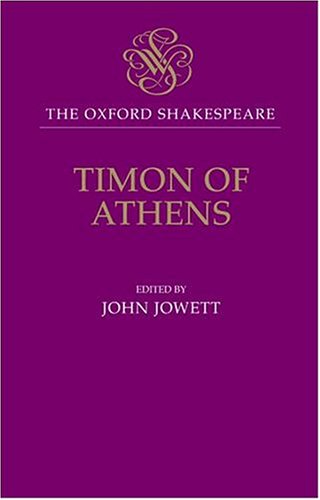 THE OXFORD SHAKESPEARE
TIMON OF
ATHENS
EDITED BY
JOHN JOWETT